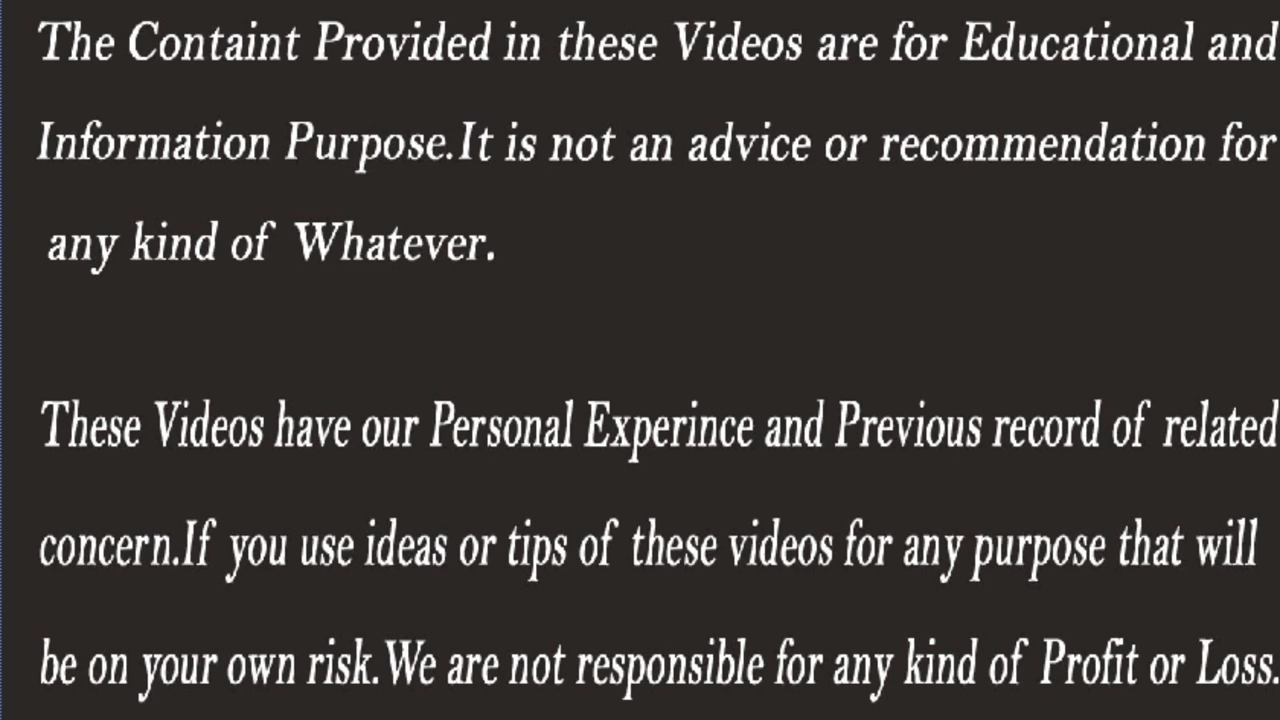 The Containt Provided in these Videos are for Educational and
Information Purpose.It is not an advice or recommendation for
any kind of Whatever.
These Videos have our Personal Experince and Previous record of related
concern.If you use ideas or tips of these videos for any purpose that will
be on your own risk.We are not responsible for any kind of Profit or Loss.